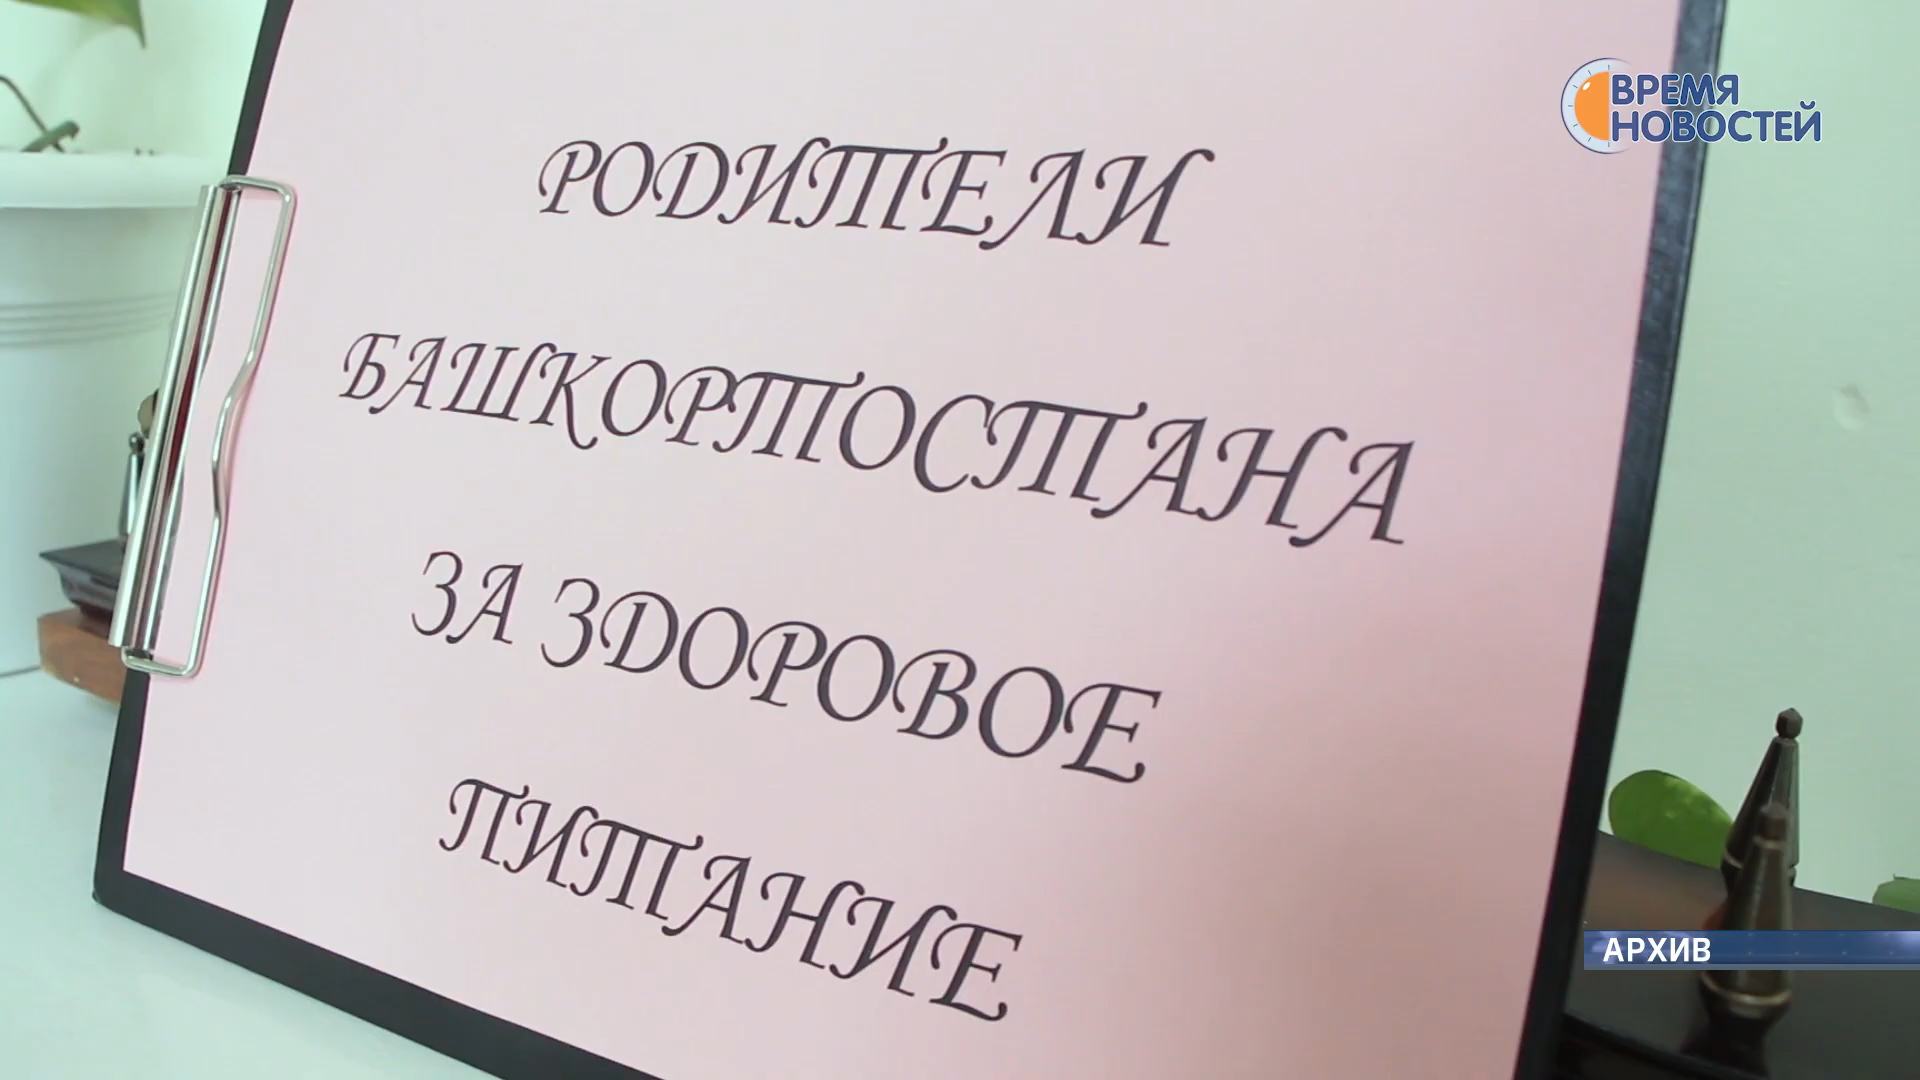 ВРЕМЯ
НОВОСТЕЙ
РОДИТЕЛИ
БАШКОРТОСТАНА
ЗА ЗДОРОВОЕ
ПИТАНИЕ
АРХИВ